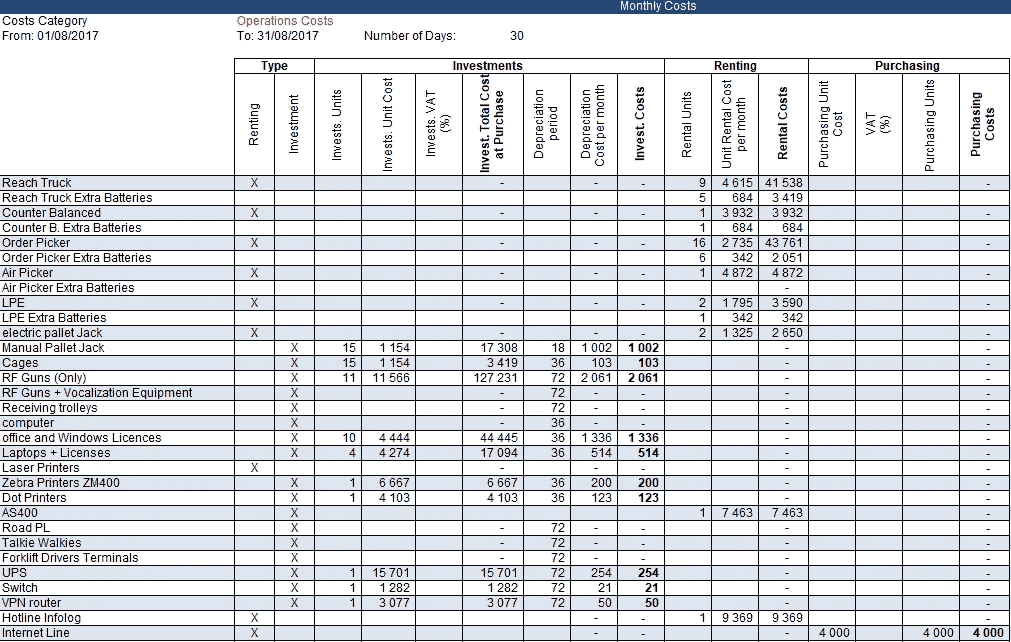 Monthly Costs
Costs Category Operations Costs
From: 01/08/2017 To: 31/08/2017 Number of Days: 30
Type Investments Renting Purchasing
Renting Investment Invests. Units Invests. Unit Cost Invests. VAT (%) Invest. Total Cost at Purchase Depreciation period Depreciation Cost per month Invest. Costs Rental Units Unit Rental Cost per month Rental Costs Purchasing Unit Cost VAT (%) Purchasing Units Purchasing Costs
Reach Truck X - - - 9 4 615 41 538 -
Reach Truck Extra Batteries 5 684 3 419
Counter Balanced X - - - 1 3 932 3 932 -
Counter B. Extra Batteries 1 684 684
Order Picker X - - - 16 2 735 43 761 -
Order Picker Extra Batteries 6 342 2 051
Air Picker X - - - 1 4 872 4 872 -
Air Picker Extra Batteries -
LPE X - - - 2 1 795 3 590 -
LPE Extra Batteries 1 342 342
electric pallet Jack X - - - 2 1 325 2 650 -
Manual Pallet Jack X 15 1 154 17 308 18 1 002 1 002 - -
Cages X 15 1 154 3 419 36 103 103 - -
RF Guns (Only) X 11 11 566 127 231 72 2 061 2 061 - -
RF Guns + Vocalization Equipment X - 72 - - - -
Receiving trolleys X - 72 - - - -
computer X - 36 - - - -
office and Windows Licences X 10 4 444 44 445 36 1 336 1 336 - -
Laptops + Licenses X 4 4 274 17 094 36 514 514 - -
Laser Printers X - - - - -
Zebra Printers ZM400 X 1 6 667 6 667 36 200 200 - -
Dot Printers X 1 4 103 4 103 36 123 123 - -
AS400 X - - - 1 7 463 7 463 -
Road PL X - 72 - - - -
Talkie Walkies X - 72 - - - -
Forklift Drivers Terminals X - 72 - - - -
UPS X 1 15 701 15 701 72 254 254 - -
Switch X 1 1 282 1 282 72 21 21 - -
VPN router X 1 3 077 3 077 72 50 50 - -
Hotline Infolog X - - 1 9 369 9 369 -
Internet Line X - - - 4 000 4 000 4 000